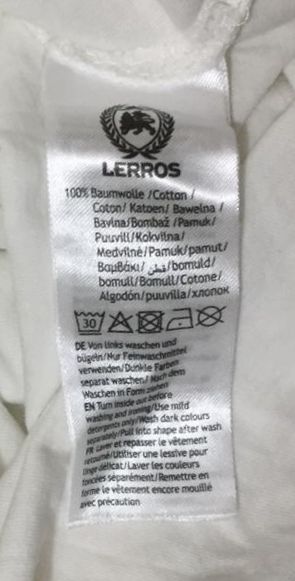 LERROS
100% Baumwolle /Cotton /
Coton/ Katoen/ Bawełna /
Bavlna/Bombaž /Pamuk/
Puuvill/Kokvilna/
Medvilnė/Pamuk/pamut/
Βαμβάκι/ قطن/bomuld/
bomull/Bomull/Cotone/
Algodón/puuvilla/хлопок
30
DE Von links waschen und
bügeln/Nur Feinwaschmittel
verwenden/Dunkle Farben
separat waschen/ Nach dem
Waschen in Form ziehen
EN Turn inside out before
washing and ironing/Use mild
detergents only/Wash dark colours
separately/Pull into shape after wash
FR Laver et repasser le vêtement
retourné/Utiliser une lessive pour
linge délicat/Laver les couleurs
foncées séparément/Remettre en
forme le vêtement encore mouillé
avec précaution